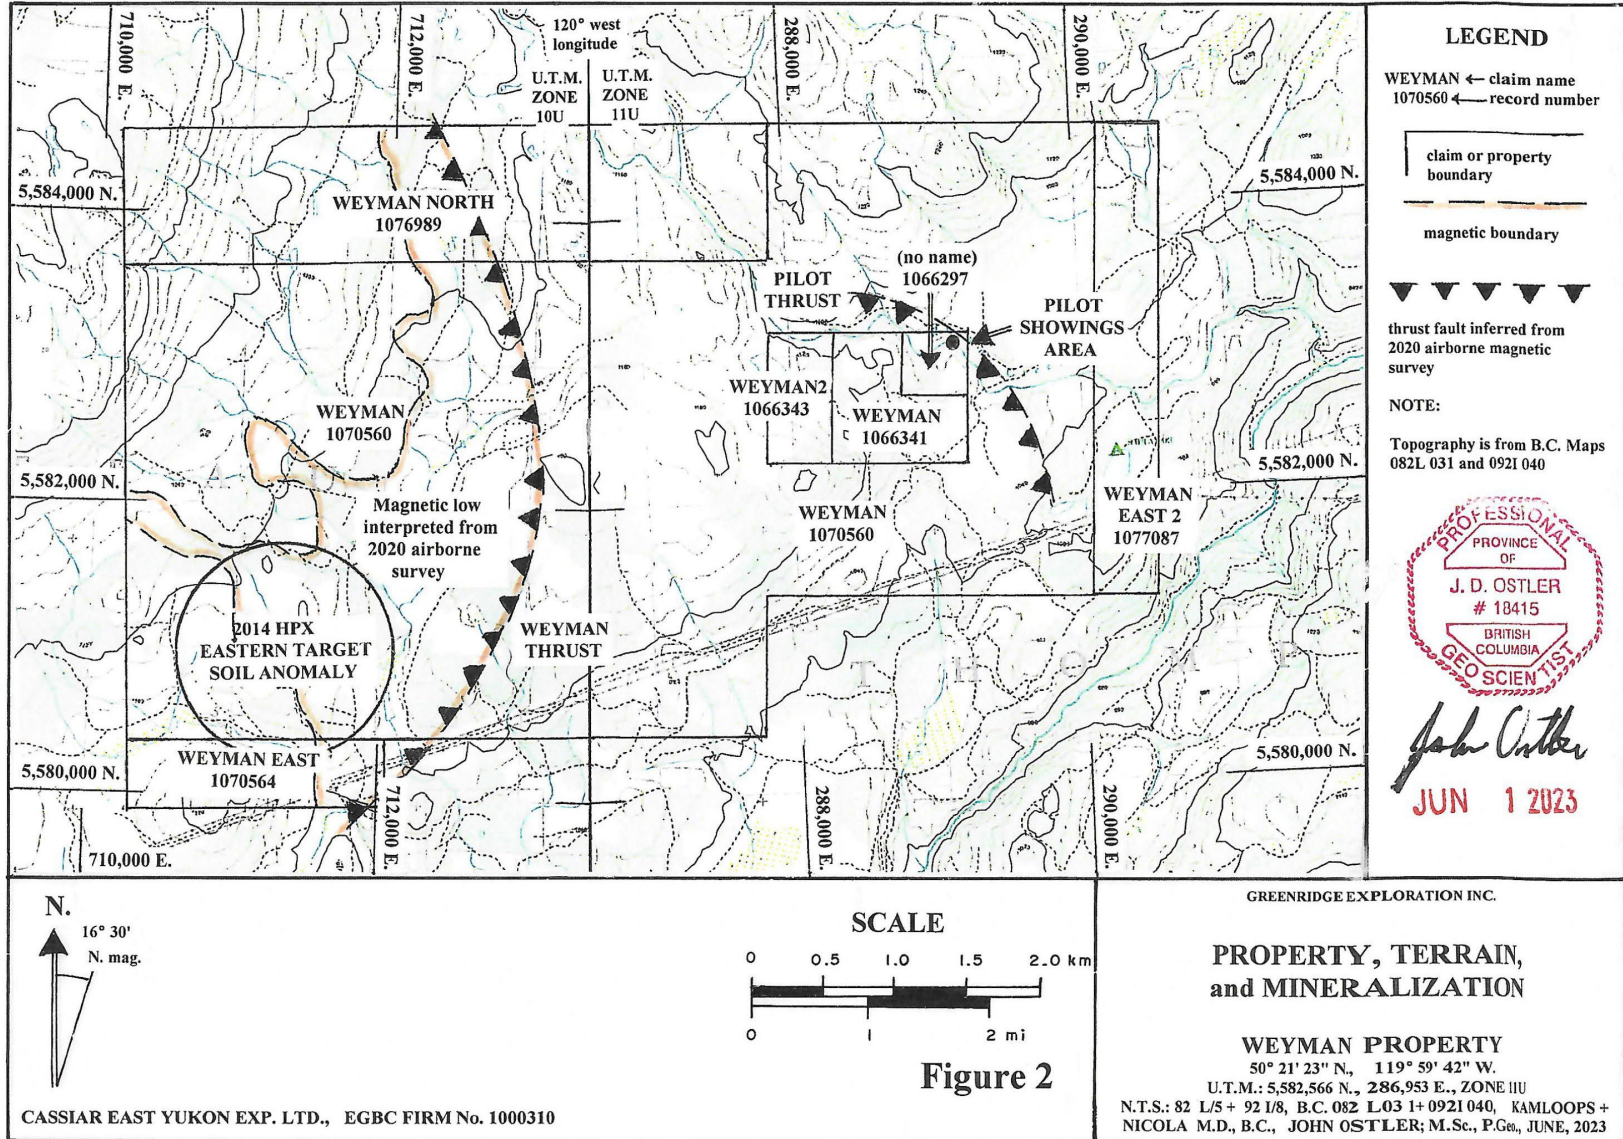 710,000 E.
712,000 E.
120° west
longitude
U.T.M.
ZONE
10U
U.T.M.
ZONE
11U
288,000 E.
290,000 E.
5,584,000 N.
5,584,000 N.
WEYMAN NORTH
1076989
(no name)
1066297
PILOT
THRUST
PILOT
SHOWINGS
AREA
WEYMAN2
1066343
WEYMAN
1066341
WEYMAN
1070560
5,582,000 N.
5,582,000 N.
Magnetic low
interpreted from
2020 airborne
survey
WEYMAN
1070560
WEYMAN
EAST 2
1077087
2014 HPX
EASTERN TARGET
SOIL ANOMALY
WEYMAN
THRUST
T H O M P
WEYMAN EAST
1070564
5,580,000 N.
5,580,000 N.
710,000 E.
712,000 E.
288,000 E.
290,000 E.
LEGEND
WEYMAN ← claim name
1070560 ← record number
claim or property
boundary
magnetic boundary
thrust fault inferred from
2020 airborne magnetic
survey
NOTE:
Topography is from B.C. Maps
082L 031 and 092I 040
PROFESSIONAL
PROVINCE
OF
J. D. OSTLER
# 18415
BRITISH
COLUMBIA
GEOSCIENTIST
John Ostler
JUN 1 2023
N.
16° 30'
N. mag.
SCALE
0 0.5 1.0 1.5 2.0 km
0 1 2 mi
Figure 2
CASSIAR EAST YUKON EXP. LTD., EGBC FIRM No. 1000310
GREENRIDGE EXPLORATION INC.
PROPERTY, TERRAIN,
and MINERALIZATION
WEYMAN PROPERTY
50° 21' 23" N., 119° 59' 42" W.
U.T.M.: 5,582,566 N., 286,953 E., ZONE 11U
N.T.S.: 82 L/5 + 92 I/8, B.C. 082 L03 1+ 092I 040, KAMLOOPS +
NICOLA M.D., B.C., JOHN OSTLER; M.Sc., P.Geo., JUNE, 2023